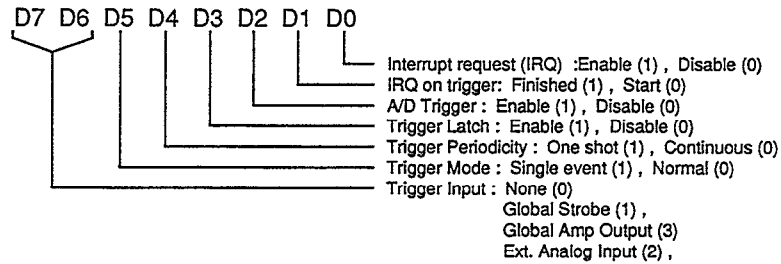 D7 D6 D5 D4 D3 D2 D1 D0
Interrupt request (IRQ) :Enable (1) , Disable (0)
IRQ on trigger: Finished (1) , Start (0)
A/D Trigger : Enable (1) , Disable (0)
Trigger Latch : Enable (1) , Disable (0)
Trigger Periodicity : One shot (1) , Continuous (0)
Trigger Mode : Single event (1) , Normal (0)
Trigger Input : None (0)
Global Strobe (1) ,
Global Amp Output (3)
Ext. Analog Input (2) ,